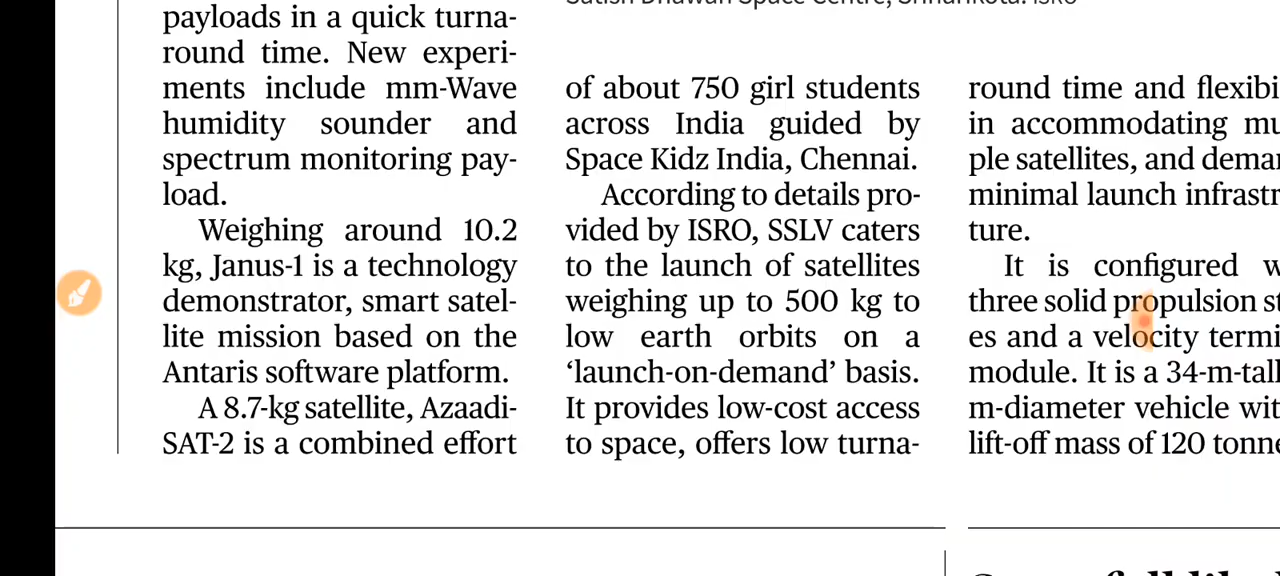 Satish Dhawan Space Centre, Sriharikota. ISRO
payloads in a quick turna-
round time. New experi-
ments include mm-Wave
humidity sounder and
spectrum monitoring pay-
load.
Weighing around 10.2
kg, Janus-1 is a technology
demonstrator, smart satel-
lite mission based on the
Antaris software platform.
A 8.7-kg satellite, Azaadi-
SAT-2 is a combined effort
of about 750 girl students
across India guided by
Space Kidz India, Chennai.
According to details pro-
vided by ISRO, SSLV caters
to the launch of satellites
weighing up to 500 kg to
low earth orbits on a
‘launch-on-demand’ basis.
It provides low-cost access
to space, offers low turna-
round time and flexibi
in accommodating mu
ple satellites, and deman
minimal launch infrastr
ture.
It is configured w
three solid propulsion st
es and a velocity termi
module. It is a 34-m-tall
m-diameter vehicle wit
lift-off mass of 120 tonne